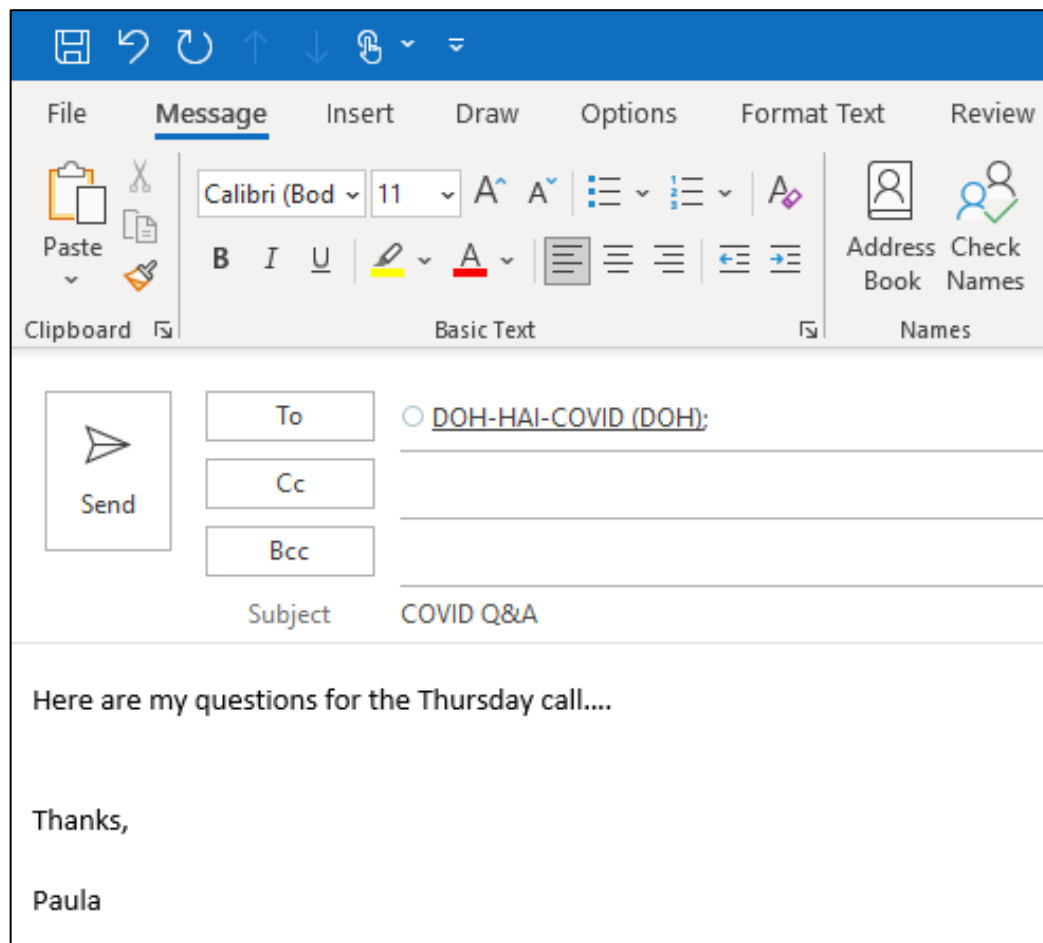 File Message Insert Draw Options Format Text Review
Calibri (Bod 11 A A A
Paste B I U A Address Check
Book Names
Clipboard Basic Text Names
To DOH-HAI-COVID (DOH);
Send Cc
Bcc
Subject COVID Q&A
Here are my questions for the Thursday call....
Thanks,
Paula